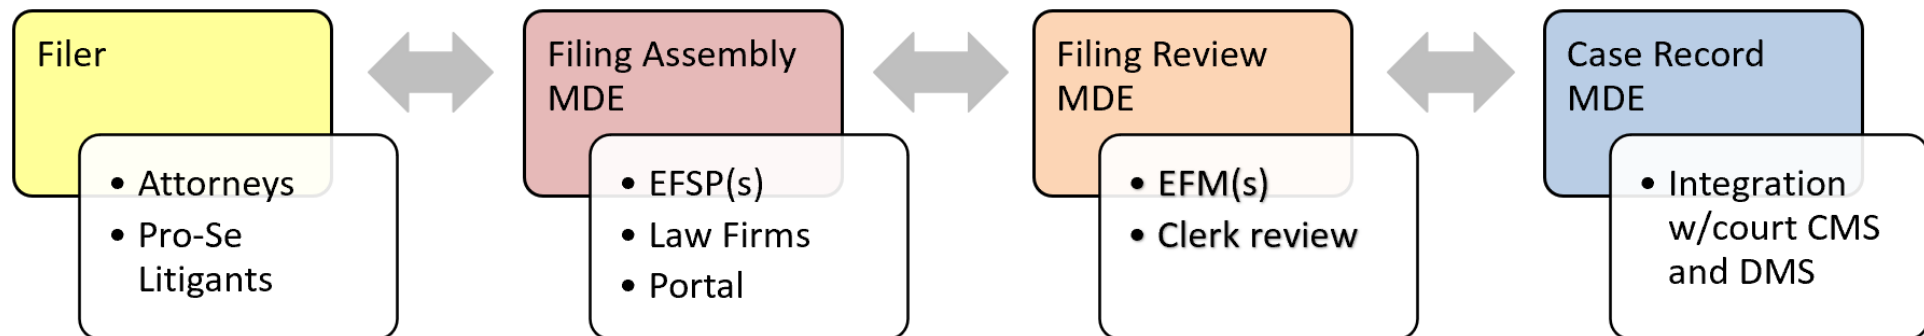 Filer
• Attorneys
• Pro-Se
Litigants
Filing Assembly
MDE
• EFSP(s)
• Law Firms
• Portal
Filing Review
MDE
• EFM(s)
• Clerk review
Case Record
MDE
• Integration
w/court CMS
and DMS